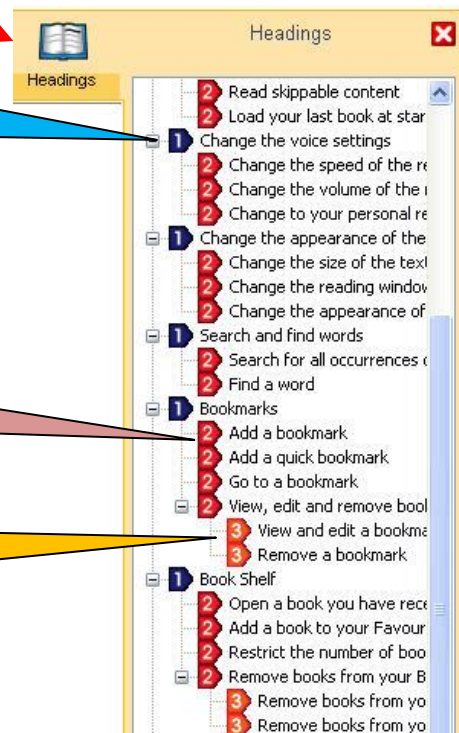 Headings
Headings
2 Read skippable content
2 Load your last book at star
1 Change the voice settings
2 Change the speed of the re
2 Change the volume of the
2 Change to your personal re
1 Change the appearance of the
2 Change the size of the text
2 Change the reading window
2 Change the appearance of
1 Search and find words
2 Search for all occurrences
2 Find a word
1 Bookmarks
2 Add a bookmark
2 Add a quick bookmark
2 Go to a bookmark
2 View, edit and remove bool
3 View and edit a bookma
3 Remove a bookmark
1 Book Shelf
2 Open a book you have rece
2 Add a book to your Favour
2 Restrict the number of boo
2 Remove books from your B
3 Remove books from yo
3 Remove books from yo